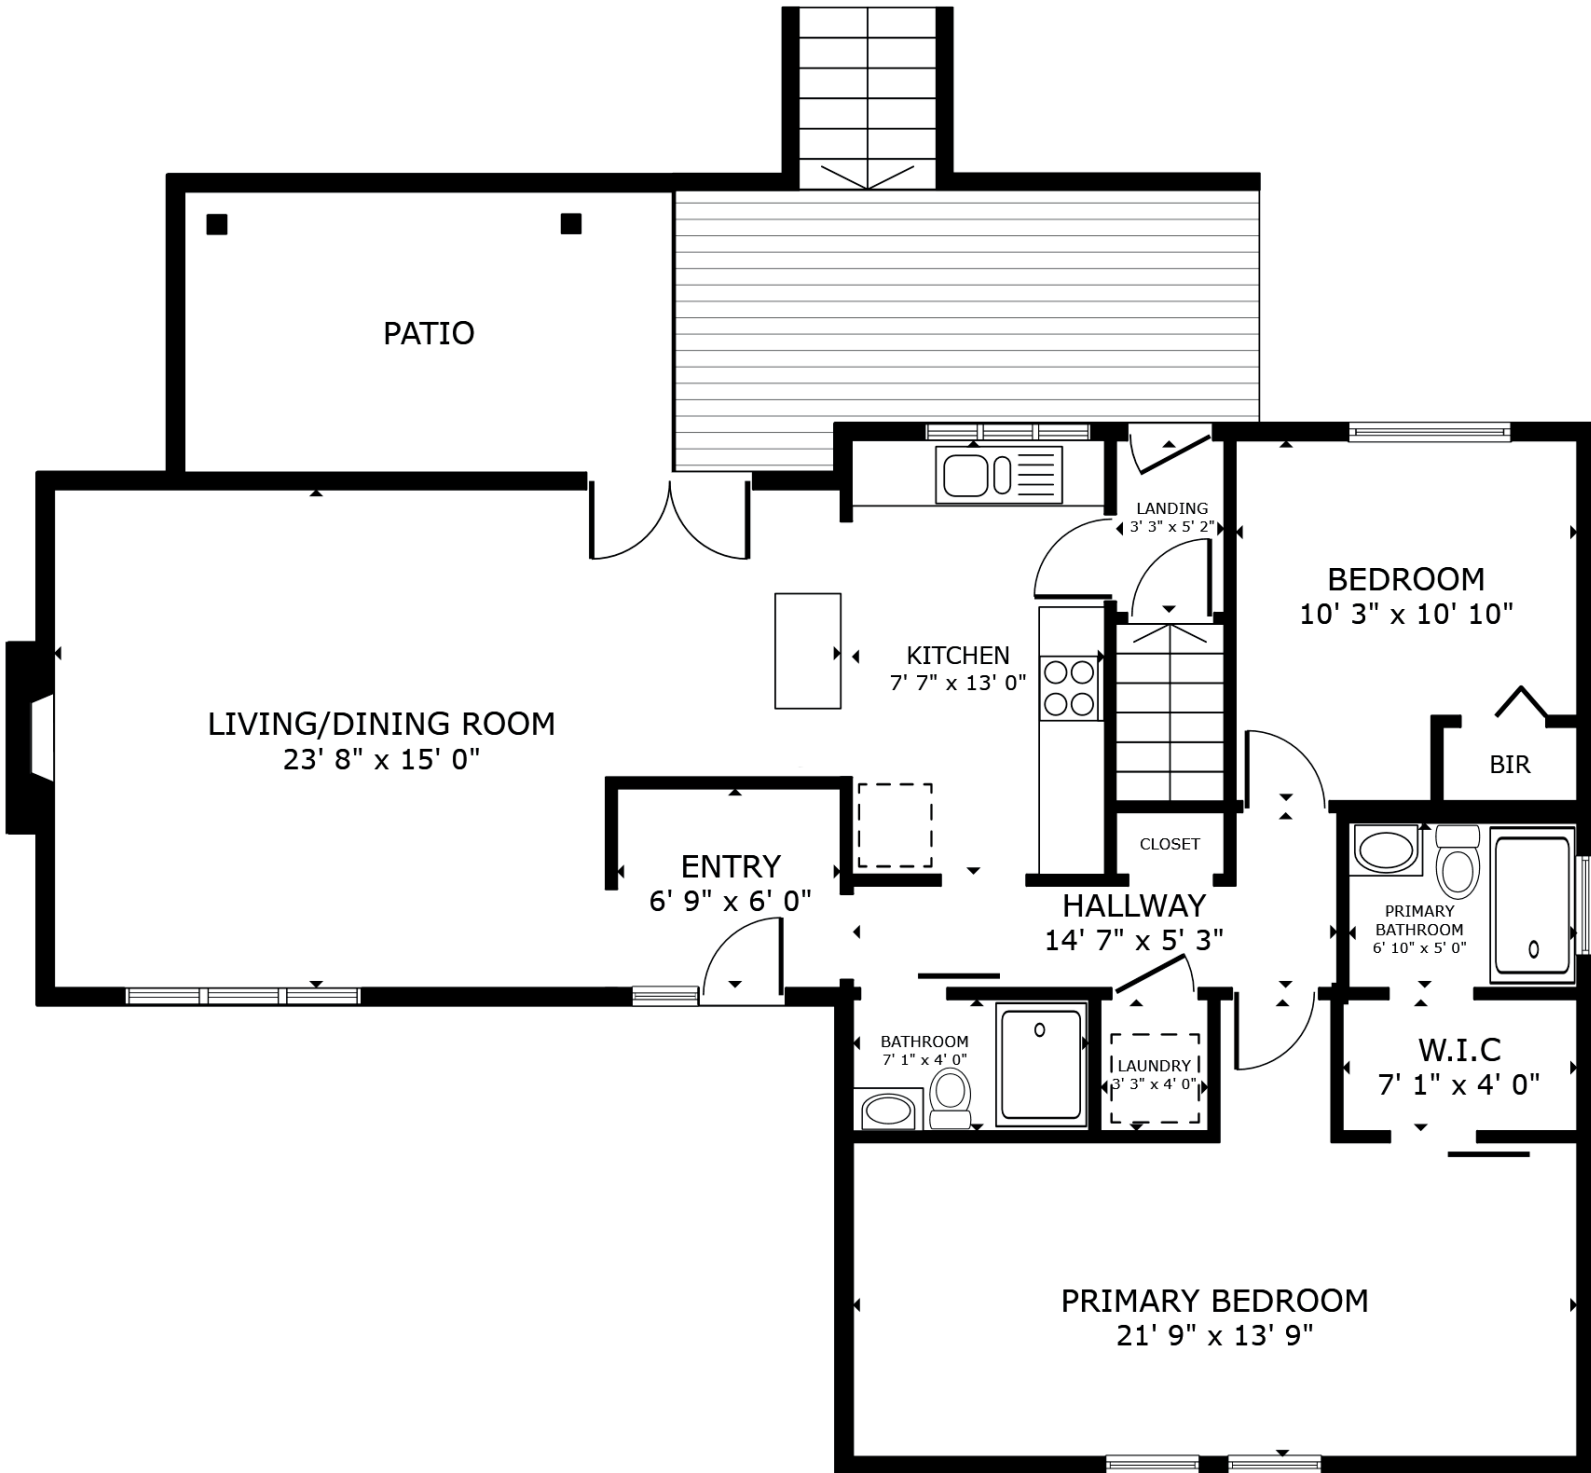 PATIO
LANDING
3' 3" x 5' 2"
BEDROOM
10' 3" x 10' 10"
KITCHEN
7' 7" x 13' 0"
LIVING/DINING ROOM
23' 8" x 15' 0"
BIR
CLOSET
ENTRY
6' 9" x 6' 0"
HALLWAY
14' 7" x 5' 3"
PRIMARY
BATHROOM
6' 10" x 5' 0"
BATHROOM
7' 1" x 4' 0"
LAUNDRY
3' 3" x 4' 0"
W.I.C
7' 1" x 4' 0"
PRIMARY BEDROOM
21' 9" x 13' 9"